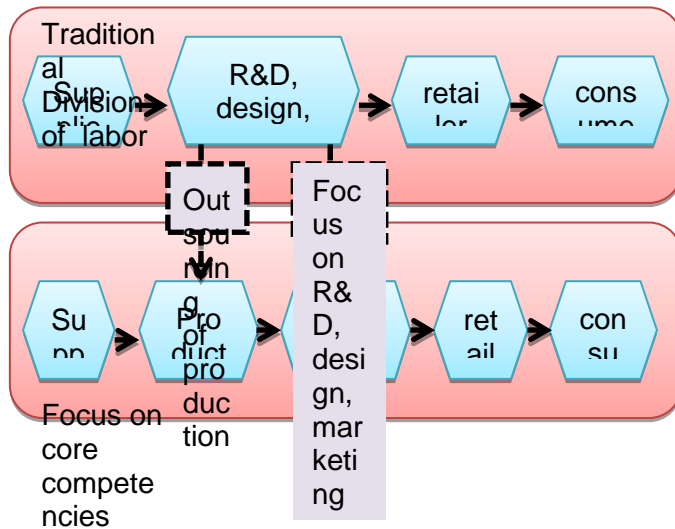 Tradition
al
Division
of labor
Sup
plie
R&D,
design,
retai
ler
cons
ume
Out
sour
cin
g
of
pro
duc
tion
Foc
us
on
R&
D,
desi
gn,
mar
keti
ng
Su
pp
Pro
duct
ret
ail
con
su
Focus on
core
compete
ncies